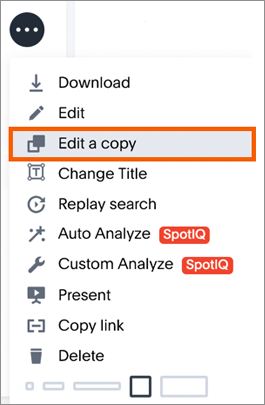 Download
Edit
Edit a copy
Change Title
Replay search
Auto Analyze SpotIQ
Custom Analyze SpotIQ
Present
Copy link
Delete